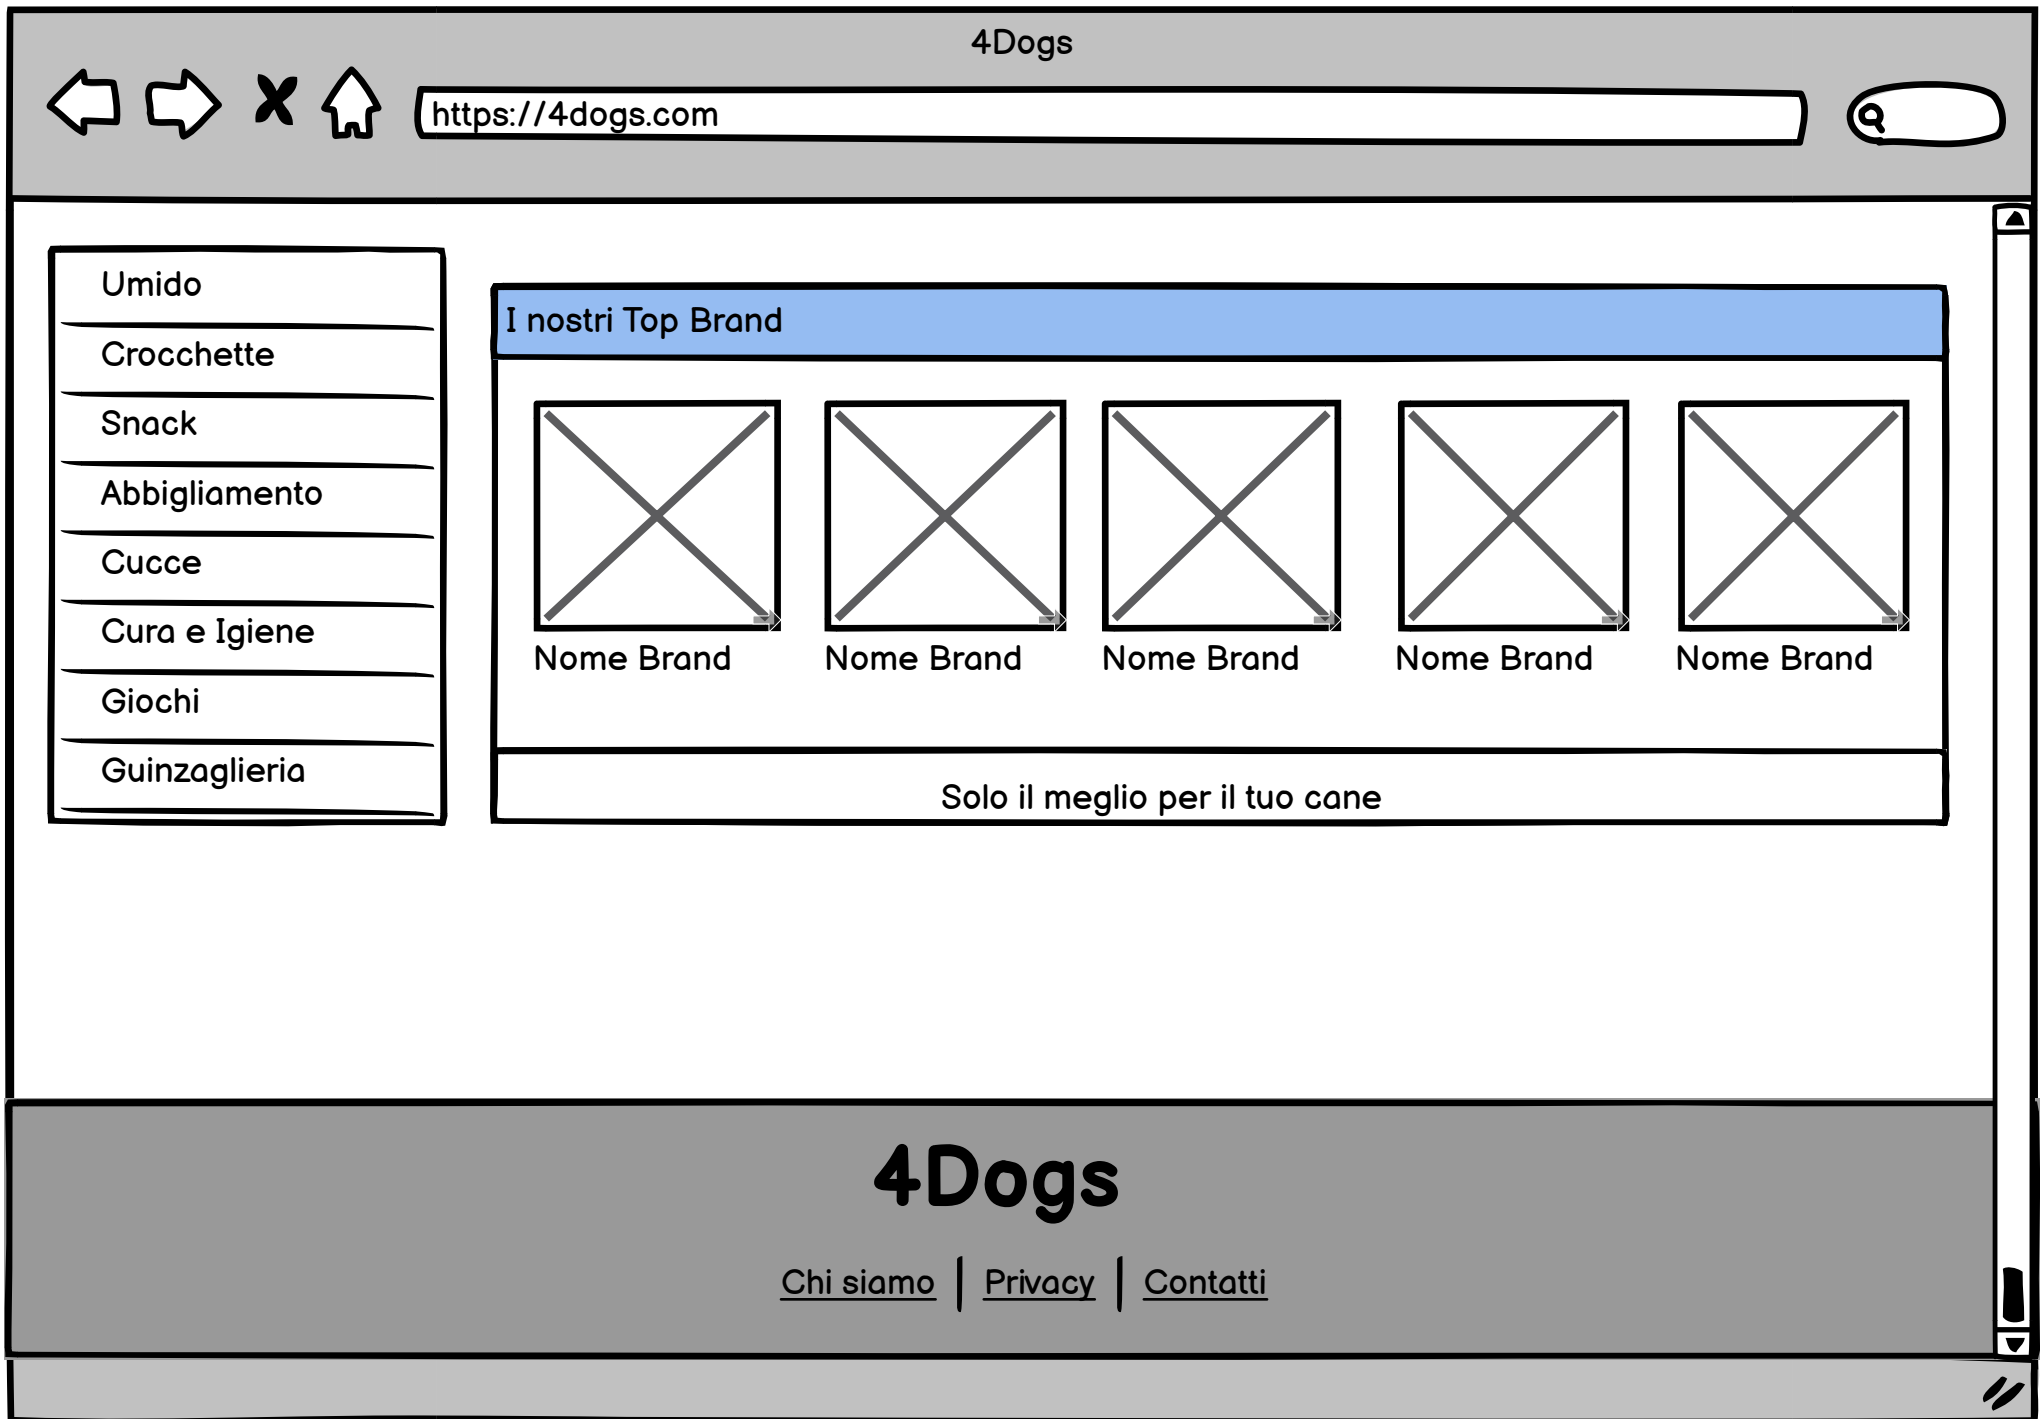 4Dogs
https://4dogs.com
Umido
Crocchette
Snack
Abbigliamento
Cucce
Cura e Igiene
Giochi
Guinzaglieria
I nostri Top Brand
Nome Brand Nome Brand Nome Brand Nome Brand Nome Brand
Solo il meglio per il tuo cane
4Dogs
Chi siamo Privacy Contatti